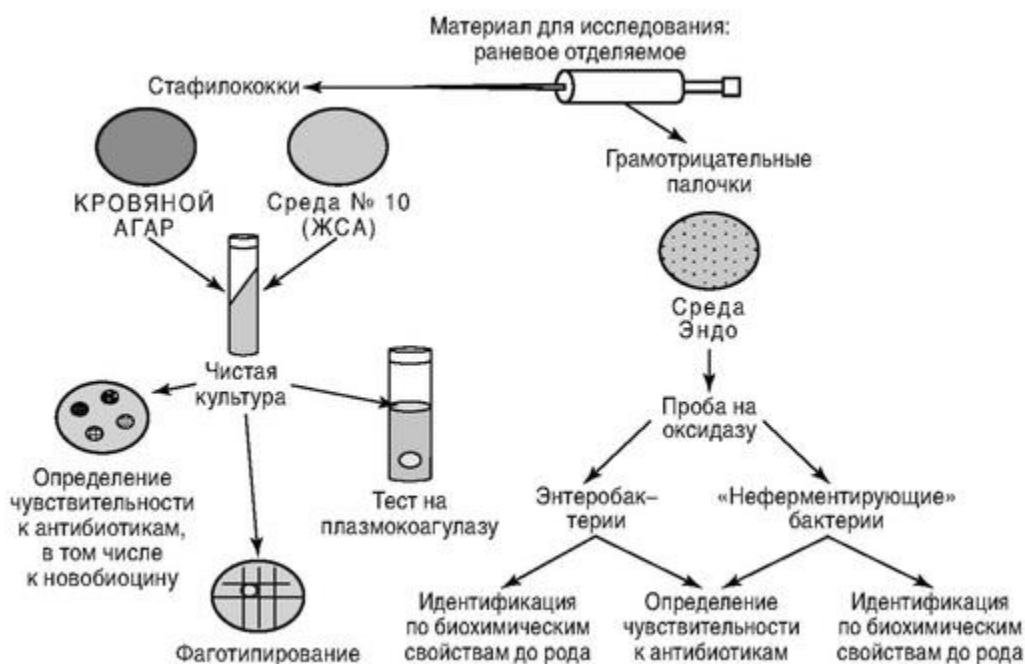 Материал для исследования:
раневое отделяемое
Стафилококки
КРОВЯНОЙ
АГАР
Среда № 10
(ЖСА)
Чистая
культура
Определение
чувствительности
к антибиотикам,
в том числе
к новобиоцину
Фаготипирование
Тест на
плазмокоагулазу
Грамотрицательные
палочки
Среда
Эндо
Проба на
оксидазу
Энтеробак–
терии
«Неферментирующие»
бактерии
Идентификация
по биохимическим
свойствам до рода
Определение
чувствительности
к антибиотикам
Идентификация
по биохимическим
свойствам до рода